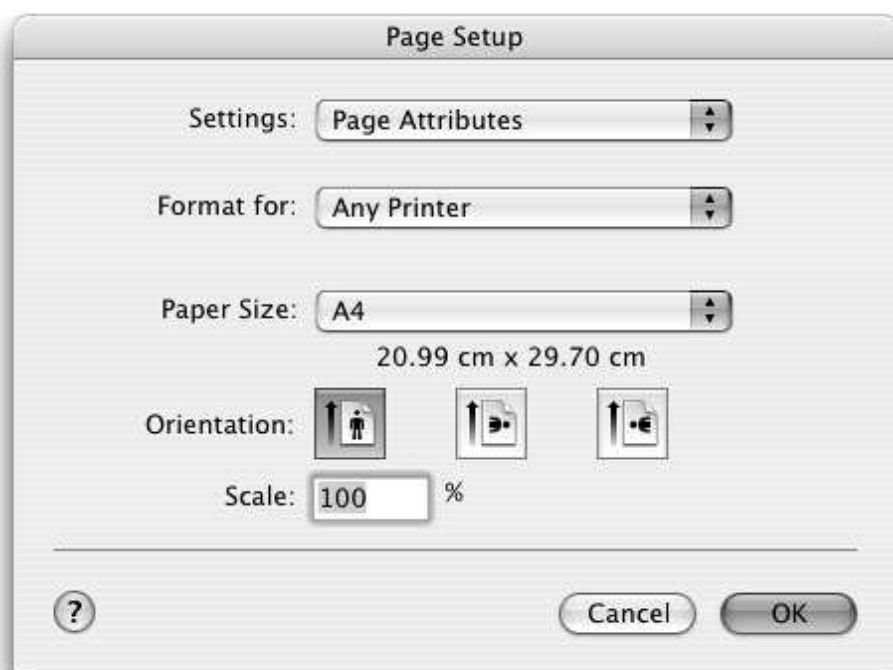 Page Setup
Settings: Page Attributes
Format for: Any Printer
Paper Size: A4
20.99 cm x 29.70 cm
Orientation:
Scale: 100 %
? Cancel OK